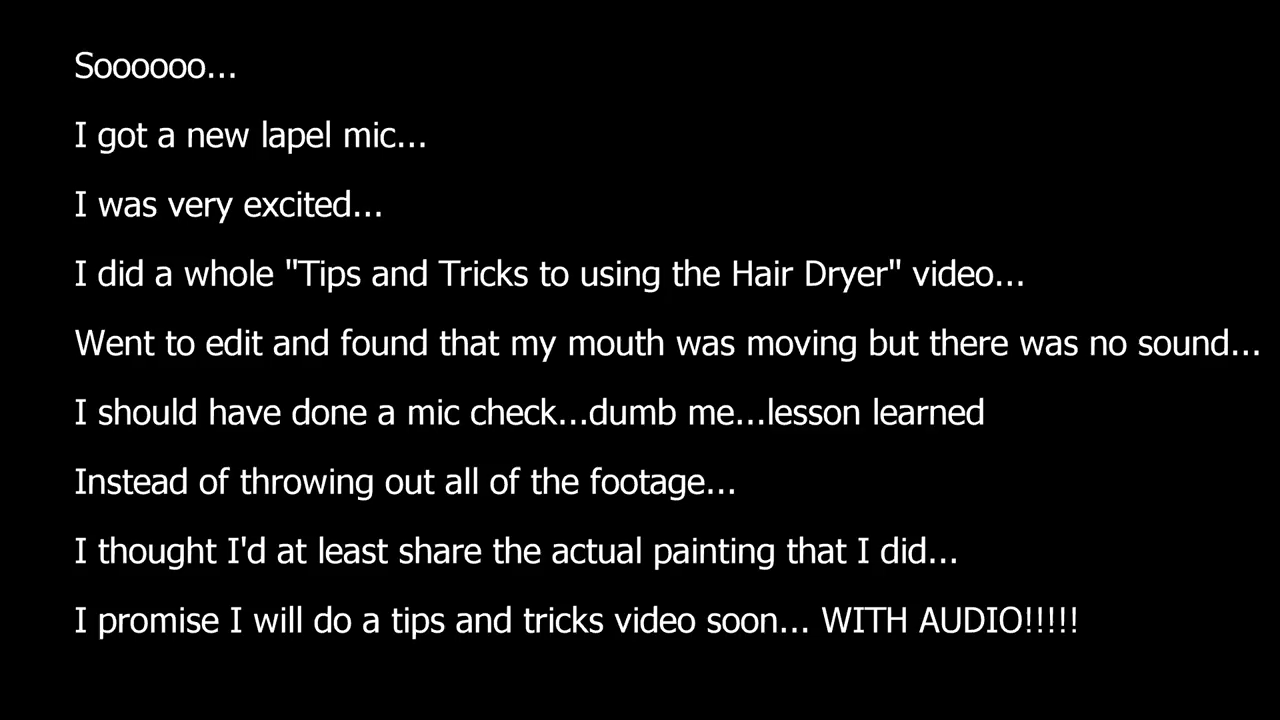 Soooooo...
I got a new lapel mic...
I was very excited...
I did a whole "Tips and Tricks to using the Hair Dryer" video...
Went to edit and found that my mouth was moving but there was no sound...
I should have done a mic check...dumb me...lesson learned
Instead of throwing out all of the footage...
I thought I'd at least share the actual painting that I did...
I promise I will do a tips and tricks video soon... WITH AUDIO!!!!!